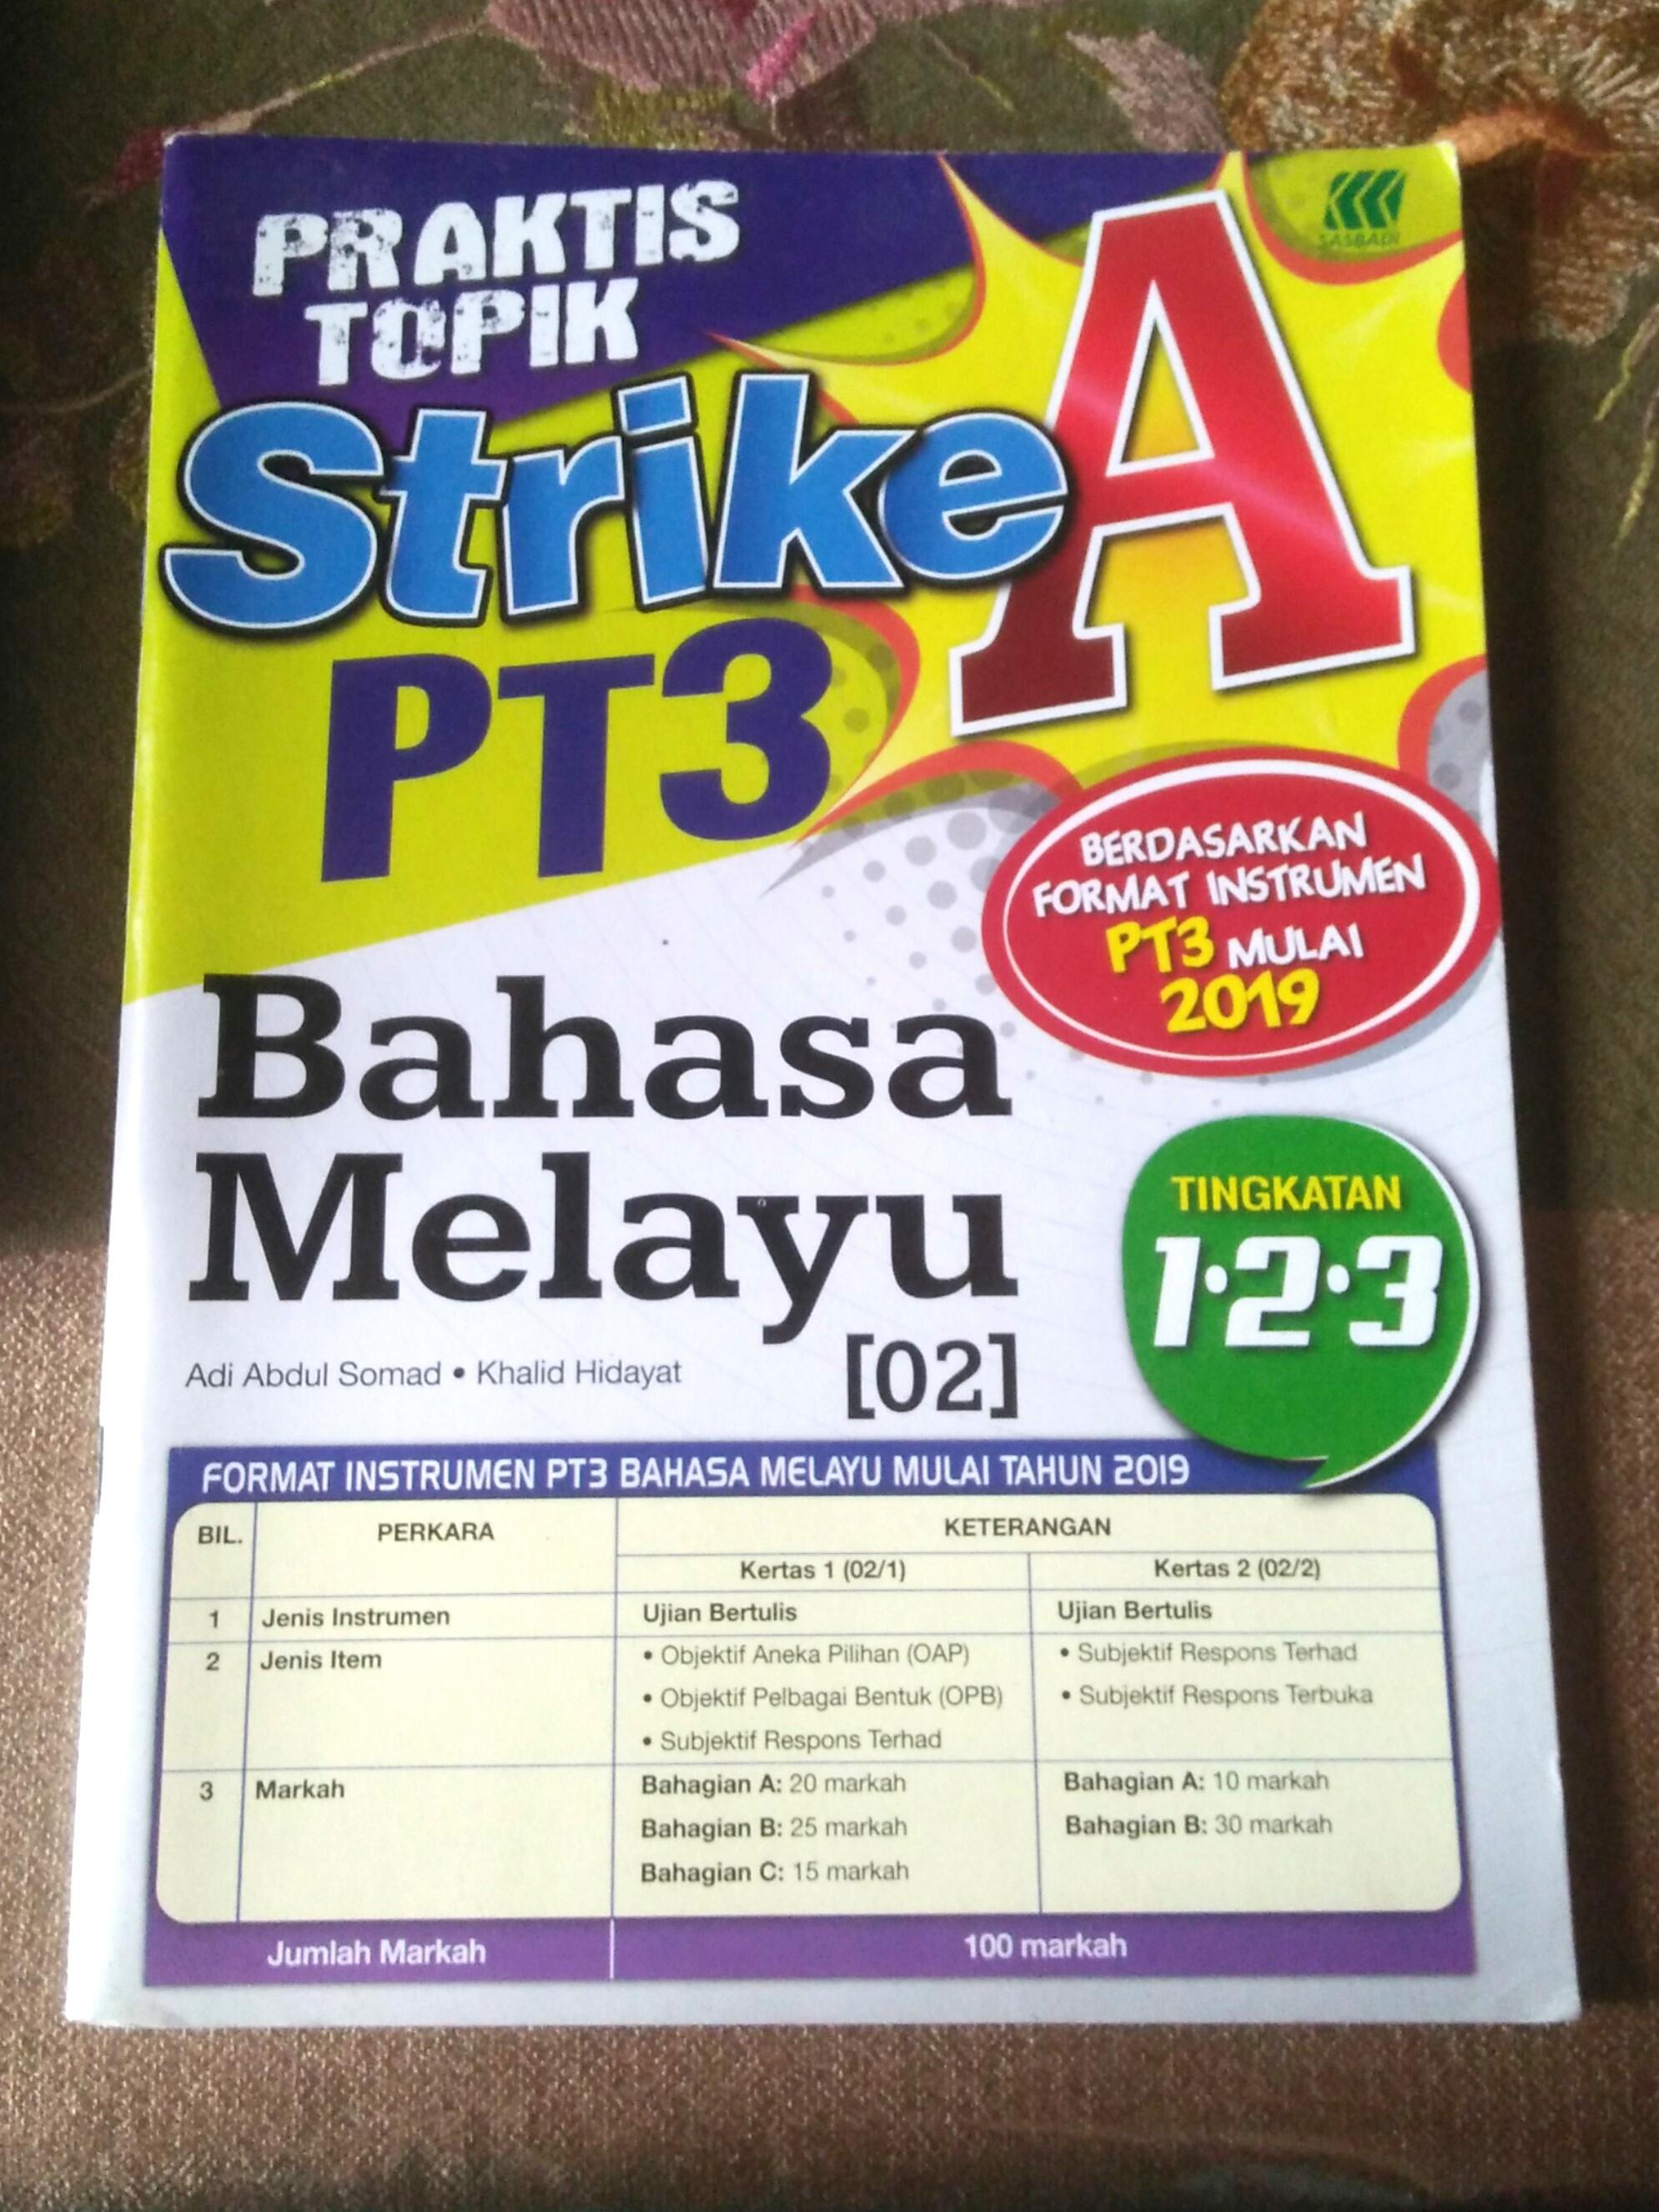 PRAKTIS
TOPIK
SASBADI
Strike A
PT3
BERDASARKAN
FORMAT INSTRUMEN
PT3 MULAI
2019
Bahasa
Melayu
[02]
TINGKATAN
1•2•3
Adi Abdul Somad • Khalid Hidayat
FORMAT INSTRUMEN PT3 BAHASA MELAYU MULAI TAHUN 2019
BIL. PERKARA KETERANGAN
Kertas 1 (02/1) Kertas 2 (02/2)
1 Jenis Instrumen Ujian Bertulis Ujian Bertulis
2 Jenis Item • Objektif Aneka Pilihan (OAP) • Subjektif Respons Terhad
• Objektif Pelbagai Bentuk (OPB) • Subjektif Respons Terbuka
• Subjektif Respons Terhad
3 Markah Bahagian A: 20 markah Bahagian A: 10 markah
Bahagian B: 25 markah Bahagian B: 30 markah
Bahagian C: 15 markah
Jumlah Markah 100 markah